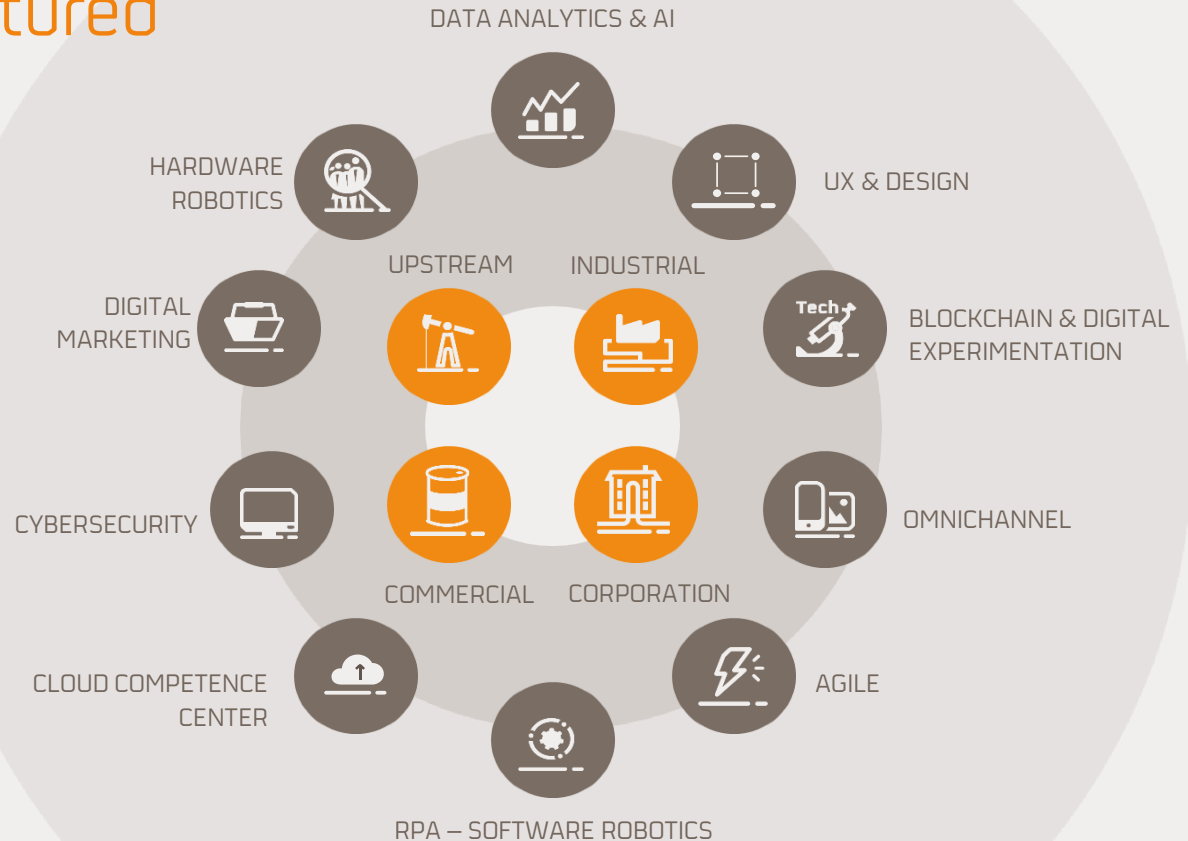 tured
DATA ANALYTICS & AI
HARDWARE
ROBOTICS
UX & DESIGN
UPSTREAM
INDUSTRIAL
DIGITAL
MARKETING
Tech
BLOCKCHAIN & DIGITAL
EXPERIMENTATION
CYBERSECURITY
OMNICHANNEL
COMMERCIAL
CORPORATION
CLOUD COMPETENCE
CENTER
AGILE
RPA – SOFTWARE ROBOTICS